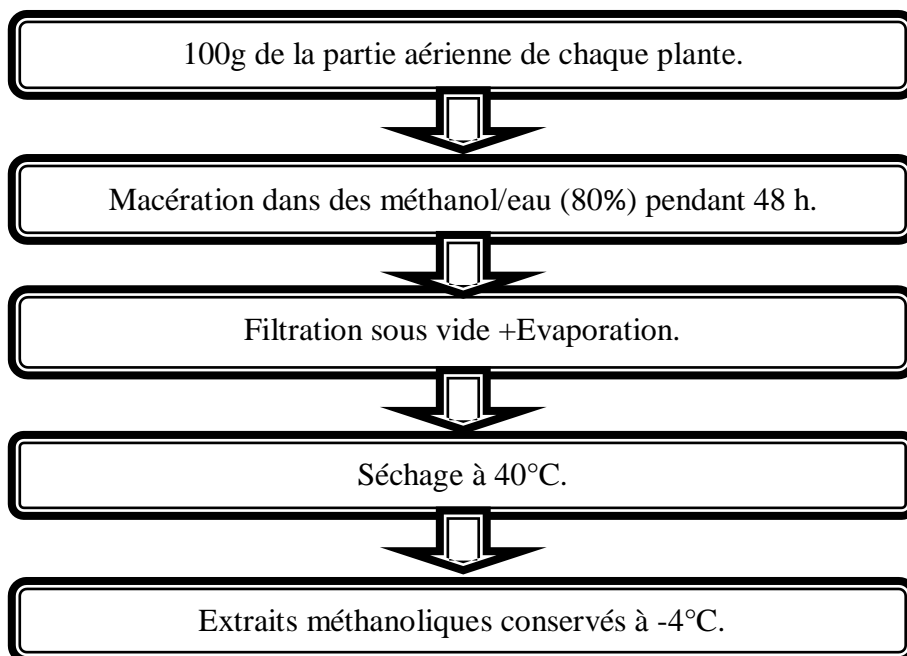 100g de la partie aérienne de chaque plante.
Macération dans des méthanol/eau (80%) pendant 48 h.
Filtration sous vide +Evaporation.
Séchage à 40°C.
Extraits méthanoliques conservés à -4°C.